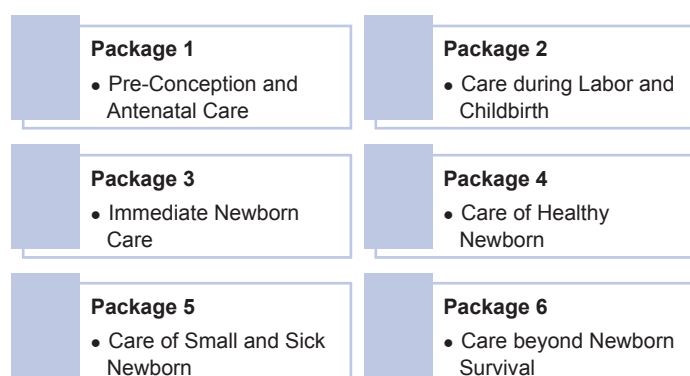 Package 1
• Pre-Conception and
Antenatal Care
Package 2
• Care during Labor and
Childbirth
Package 3
• Immediate Newborn
Care
Package 4
• Care of Healthy
Newborn
Package 5
• Care of Small and Sick
Newborn
Package 6
• Care beyond Newborn
Survival